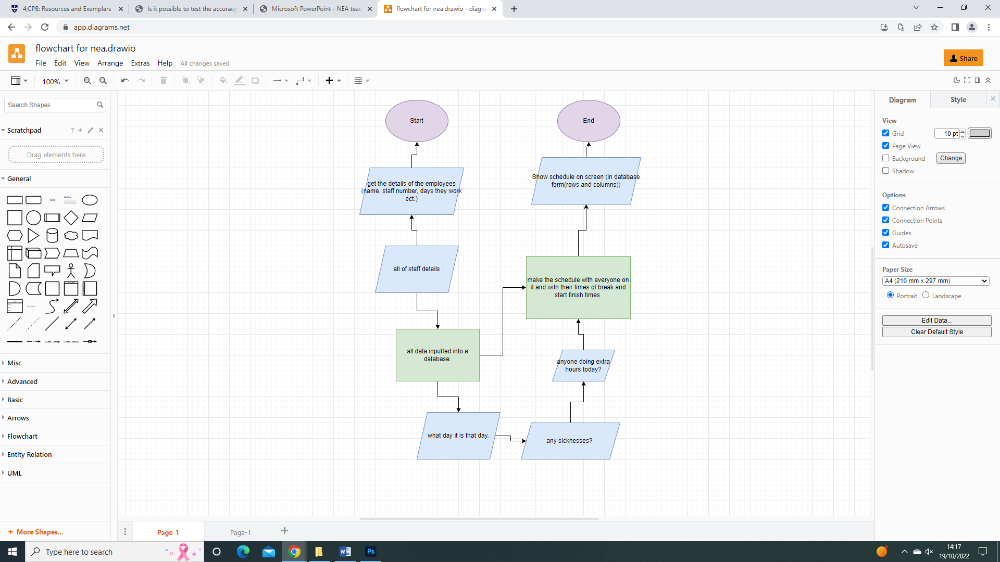 4;CPB: Resources and Exemplars
Is it possible to test the accuracy
Microsoft PowerPoint - NEA teac
flowchart for nea.drawio - diagra
app.diagrams.net
flowchart for nea.drawio
File Edit View Arrange Extras Help All changes saved
Share
100%
Search Shapes
Scratchpad
?
Drag elements here
General
Text
Heading
Misc
Advanced
Basic
Arrows
Flowchart
Entity Relation
UML
+ More Shapes...
Start
get the details of the employees
(name, staff number, days they work
ect.)
all of staff details
all data inputted into a
database.
what day it is that day.
any sicknesses?
anyone doing extra
hours today?
make the schedule with everyone on
it and with their times of break and
start finish times
Show schedule on screen (in database
form(rows and columns))
End
Diagram
Style
View
Grid
10 pt
Page View
Background
Change
Shadow
Options
Connection Arrows
Connection Points
Guides
Autosave
Paper Size
A4 (210 mm x 297 mm)
Portrait
Landscape
Edit Data...
Clear Default Style
Page-1
Page-1
Type here to search
Ps
14:17
19/10/2022